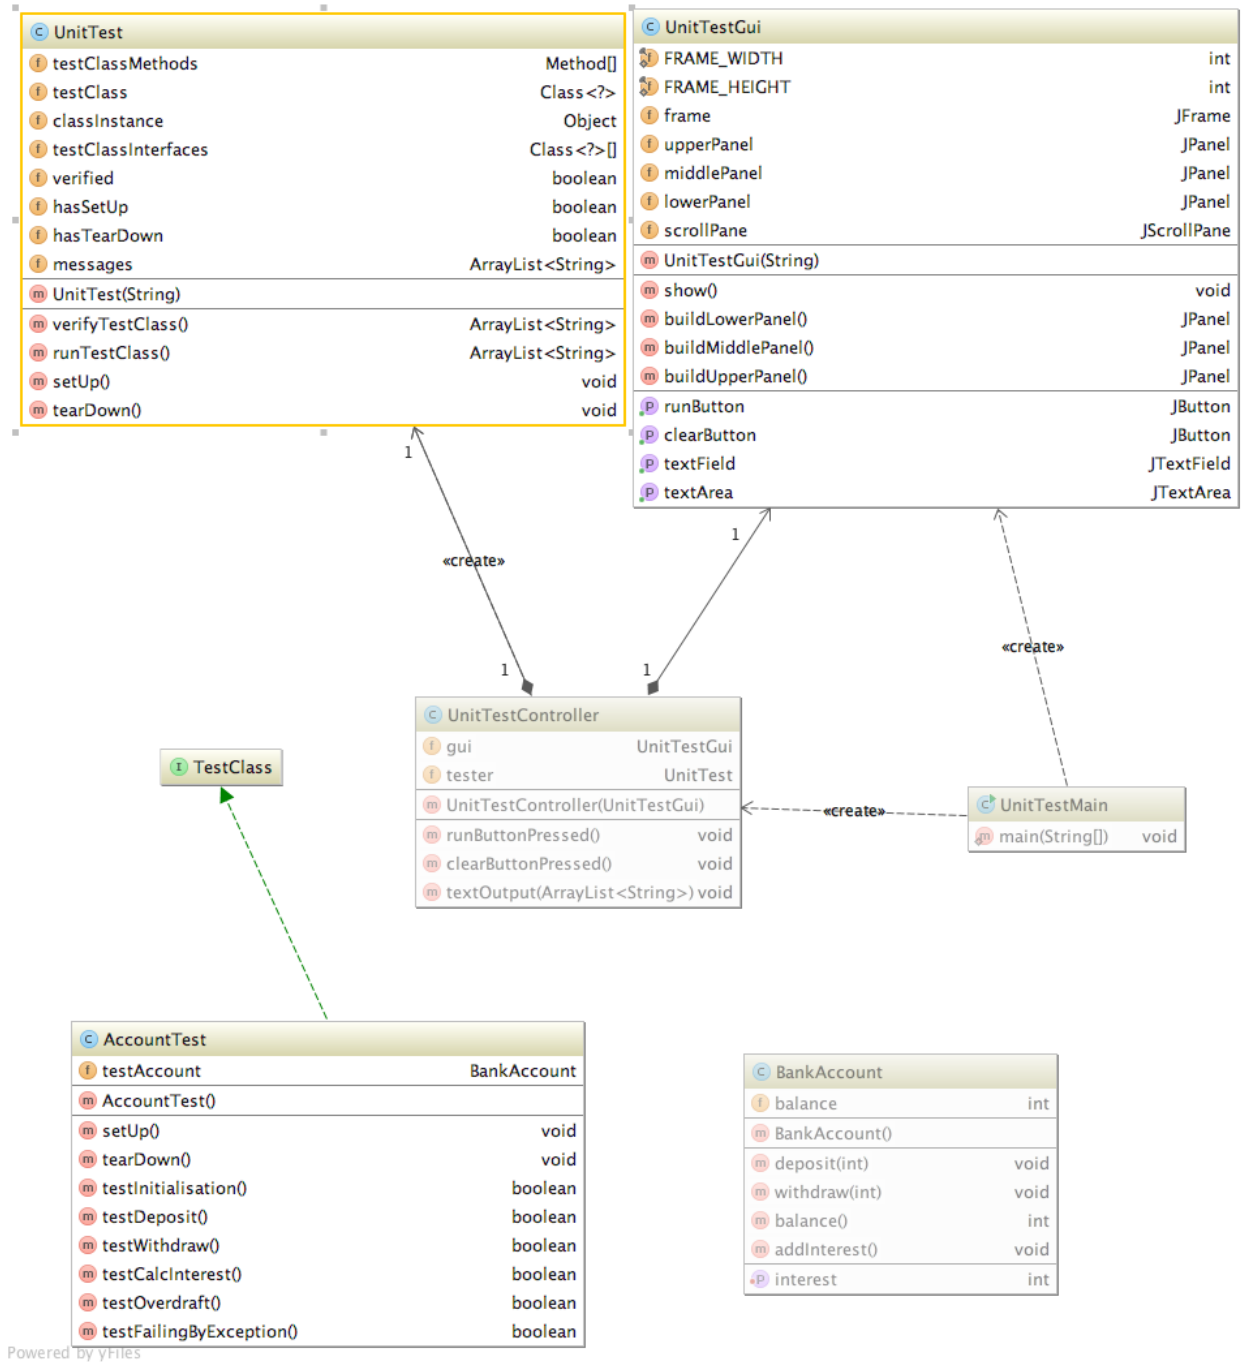 UnitTest
testClassMethods Method[]
testClass Class<?>
classInstance Object
testClassInterfaces Class<?>[]
verified boolean
hasSetUp boolean
hasTearDown boolean
messages ArrayList<String>
UnitTest(String)
verifyTestClass() ArrayList<String>
runTestClass() ArrayList<String>
setUp() void
tearDown() void
UnitTestGui
FRAME_WIDTH int
FRAME_HEIGHT int
frame JFrame
upperPanel JPanel
middlePanel JPanel
lowerPanel JPanel
scrollPane JScrollPane
UnitTestGui(String)
show() void
buildLowerPanel() JPanel
buildMiddlePanel() JPanel
buildUpperPanel() JPanel
runButton JButton
clearButton JButton
textField JTextField
textArea JTextArea
1
1
«create»
«create»
1
1
UnitTestController
gui UnitTestGui
tester UnitTest
UnitTestController(UnitTestGui)
runButtonPressed() void
clearButtonPressed() void
textOutput(ArrayList<String>) void
TestClass
«create»
UnitTestMain
main(String[]) void
AccountTest
testAccount BankAccount
AccountTest()
setUp() void
tearDown() void
testInitialisation() boolean
testDeposit() boolean
testWithdraw() boolean
testCalcInterest() boolean
testOverdraft() boolean
testFailingByException() boolean
BankAccount
balance int
BankAccount()
deposit(int) void
withdraw(int) void
balance() int
addInterest() void
interest int
Powered by yFiles